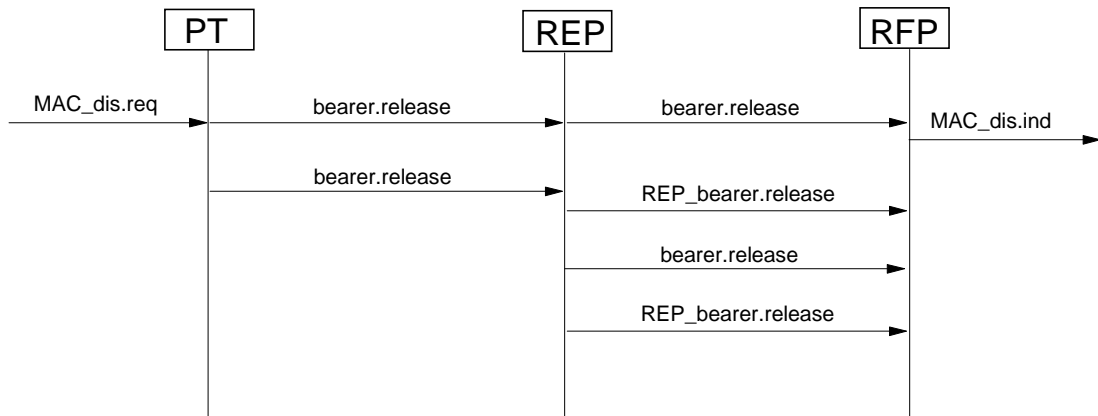 PT
REP
RFP
MAC_dis.req
bearer.release
bearer.release
MAC_dis.ind
bearer.release
REP_bearer.release
bearer.release
REP_bearer.release